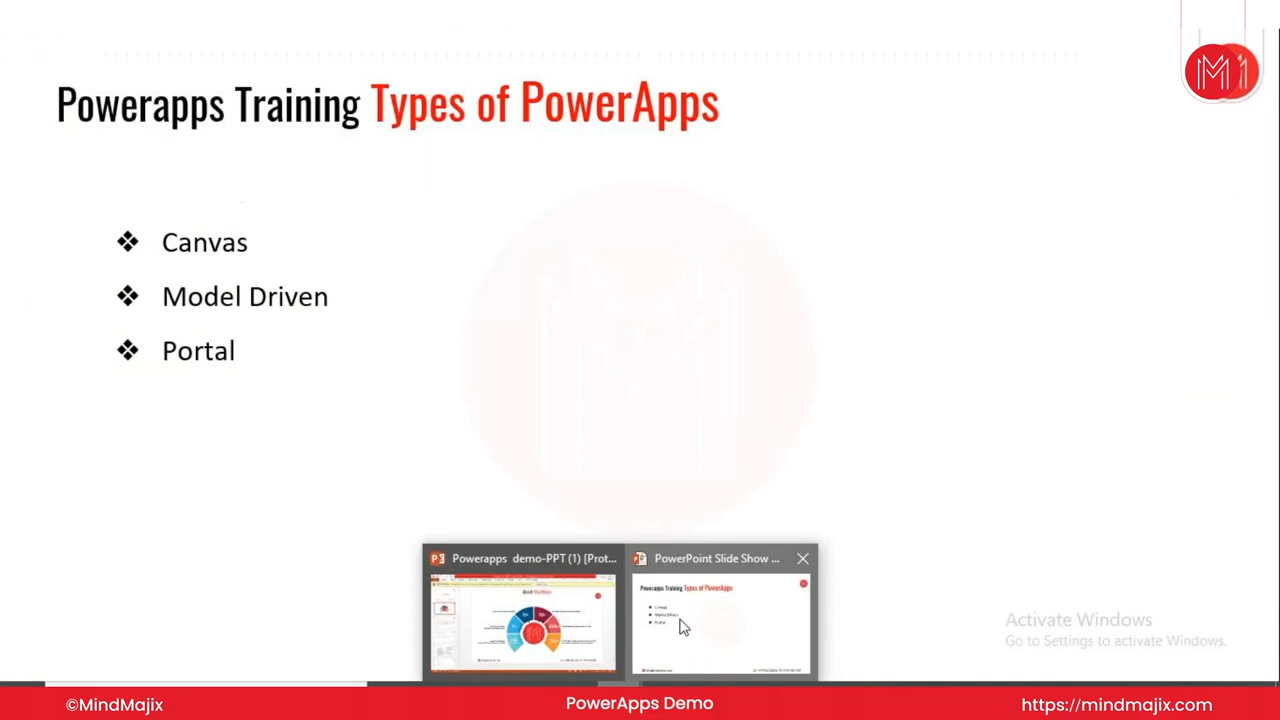 Powerapps Training Types of PowerApps
❖ Canvas
❖ Model Driven
❖ Portal
Powerapps demo-PPT (1) [Prot...
PowerPoint Slide Show ...
Powerapps Training Types of PowerApps
Activate Windows
Go to Settings to activate Windows.
©MindMajix
PowerApps Demo
https://mindmajix.com